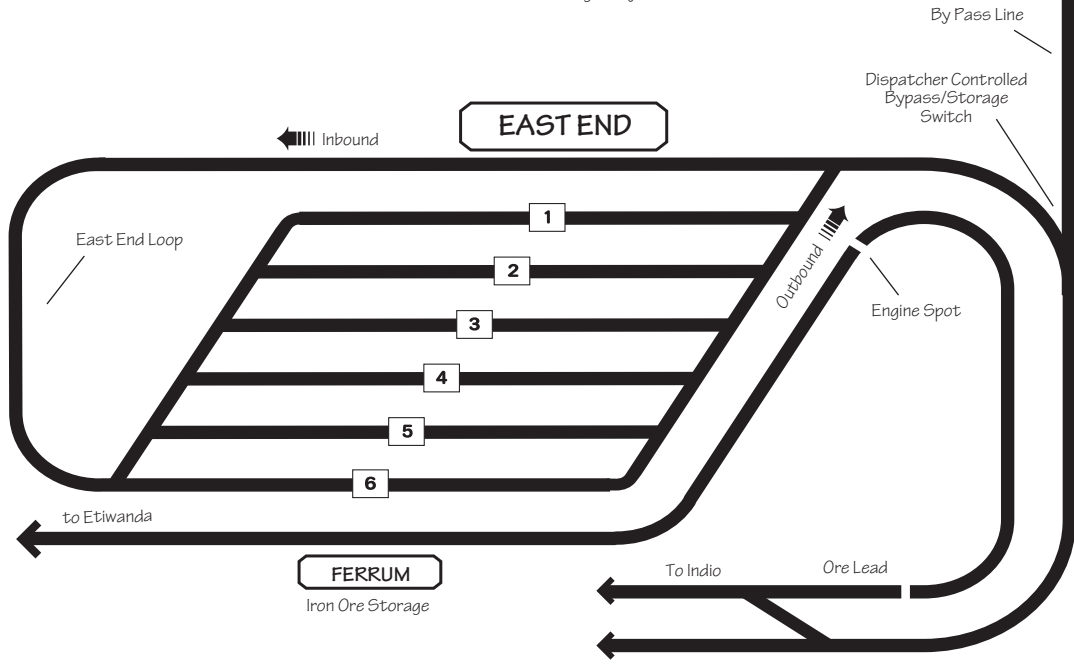 By Pass Line
Dispatcher Controlled
Bypass/Storage
Switch
EAST END
Inbound
1
East End Loop
2
Outbound
Engine Spot
3
4
5
6
to Etiwanda
FERRUM
Iron Ore Storage
To Indio
Ore Lead